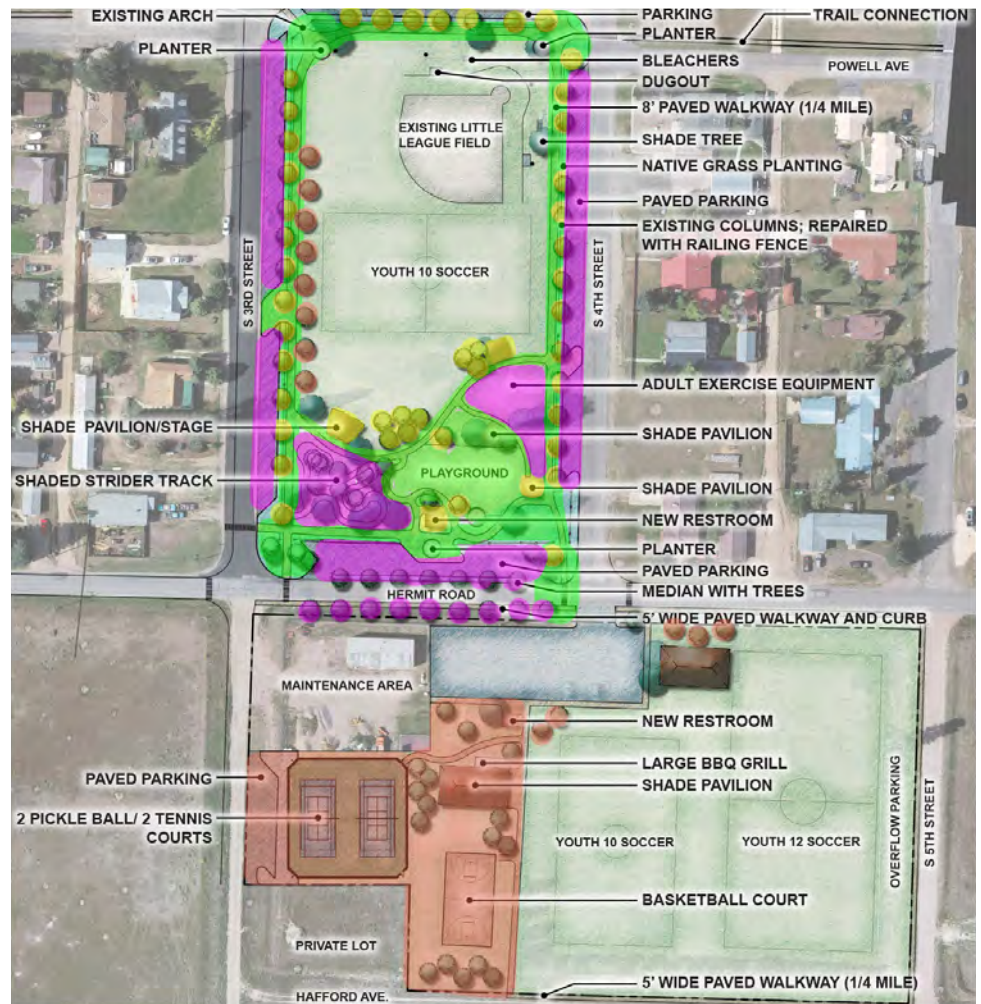 EXISTING ARCH
PARKING
TRAIL CONNECTION
PLANTER
PLANTER
BLEACHERS
POWELL AVE
DUGOUT
8' PAVED WALKWAY (1/4 MILE)
EXISTING LITTLE
LEAGUE FIELD
SHADE TREE
NATIVE GRASS PLANTING
PAVED PARKING
EXISTING COLUMNS; REPAIRED
WITH RAILING FENCE
S 3RD STREET
YOUTH 10 SOCCER
S 4TH STREET
ADULT EXERCISE EQUIPMENT
SHADE PAVILION/STAGE
SHADE PAVILION
SHADED STRIDER TRACK
PLAYGROUND
SHADE PAVILION
NEW RESTROOM
PLANTER
PAVED PARKING
MEDIAN WITH TREES
HERMIT ROAD
5' WIDE PAVED WALKWAY AND CURB
MAINTENANCE AREA
NEW RESTROOM
LARGE BBQ GRILL
PAVED PARKING
SHADE PAVILION
2 PICKLE BALL/ 2 TENNIS
COURTS
YOUTH 10 SOCCER
YOUTH 12 SOCCER
OVERFLOW PARKING
S 5TH STREET
BASKETBALL COURT
PRIVATE LOT
5' WIDE PAVED WALKWAY (1/4 MILE)
HAFFORD AVE.